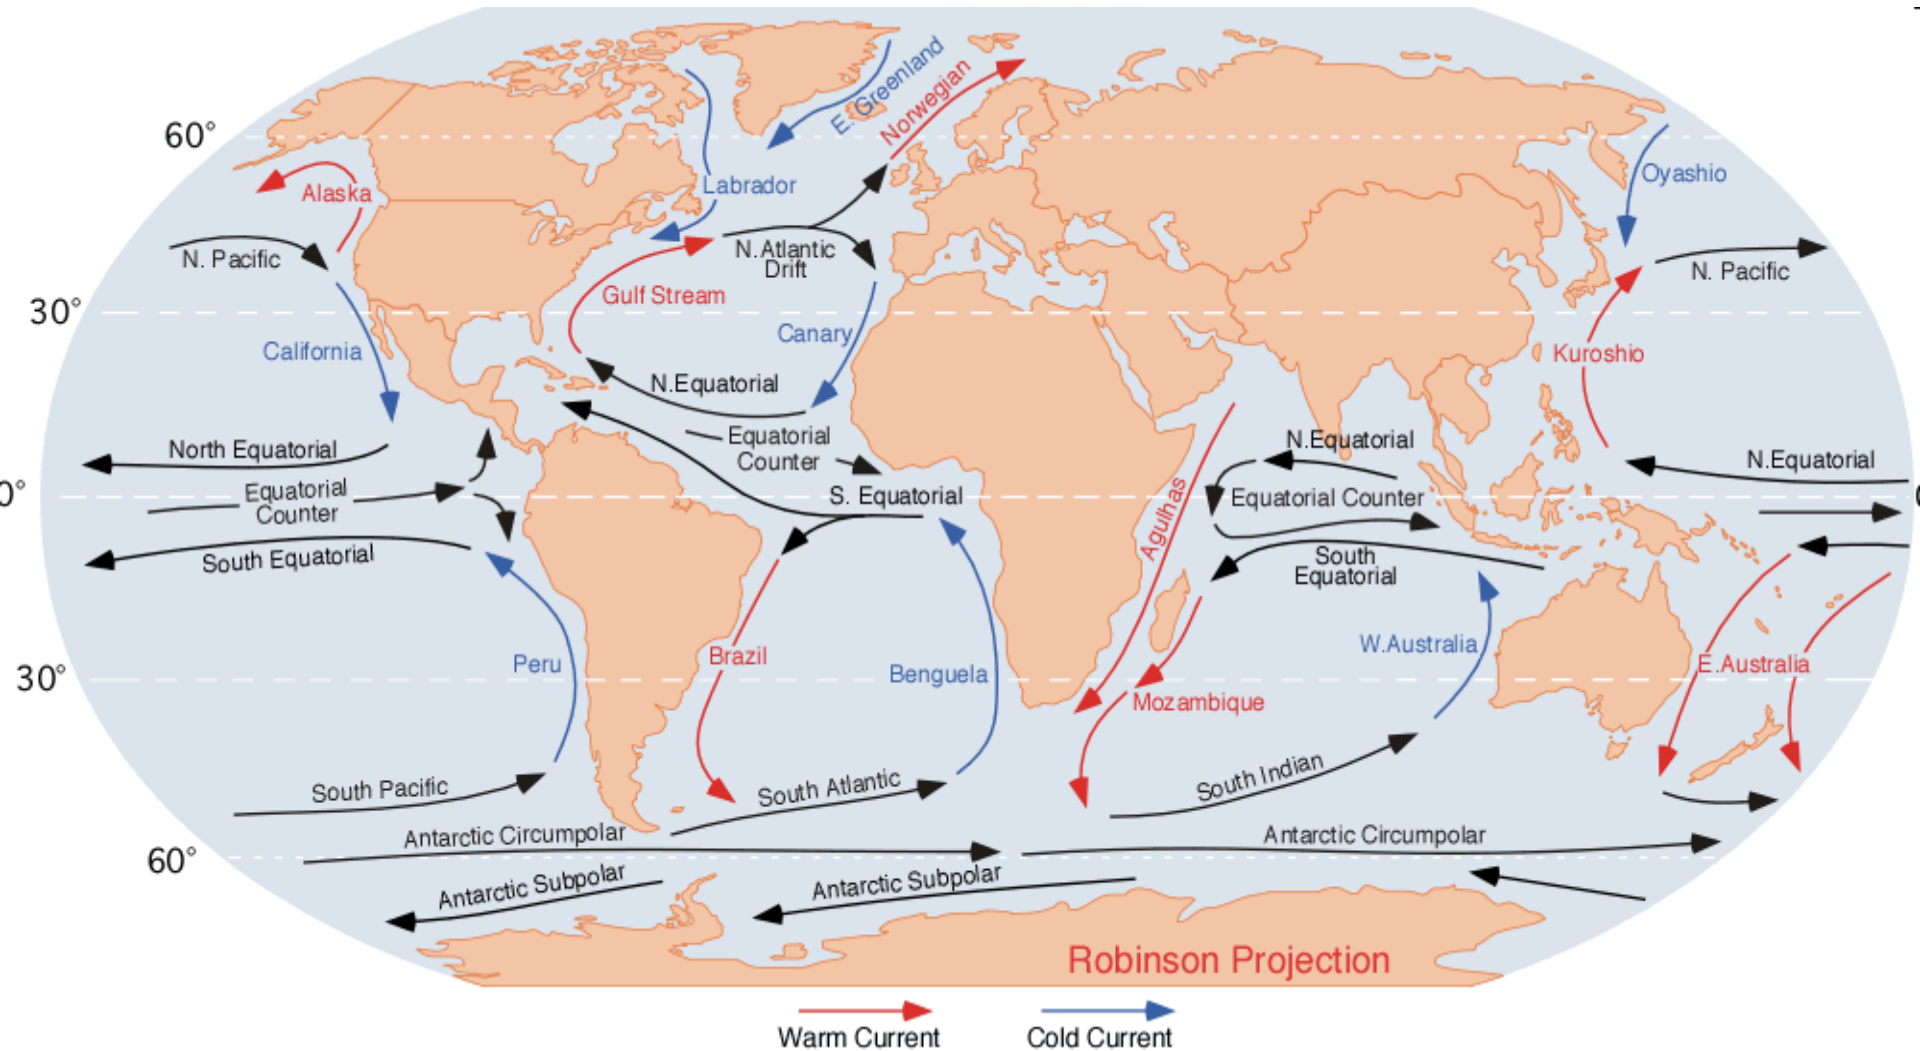 E. Greenland
Norwegian
60°
Labrador
Oyashio
Alaska
N. Pacific
N.Atlantic
Drift
N. Pacific
Gulf Stream
30°
Canary
California
Kuroshio
N.Equatorial
North Equatorial
Equatorial
Counter
N.Equatorial
N.Equatorial
0°
Equatorial
Counter
S. Equatorial
Equatorial Counter
Agulhas
South Equatorial
South
Equatorial
Peru
Brazil
Benguela
W.Australia
E.Australia
30°
Mozambique
South Pacific
South Atlantic
South Indian
Antarctic Circumpolar
Antarctic Circumpolar
60°
Antarctic Subpolar
Antarctic Subpolar
Robinson Projection
Warm Current
Cold Current